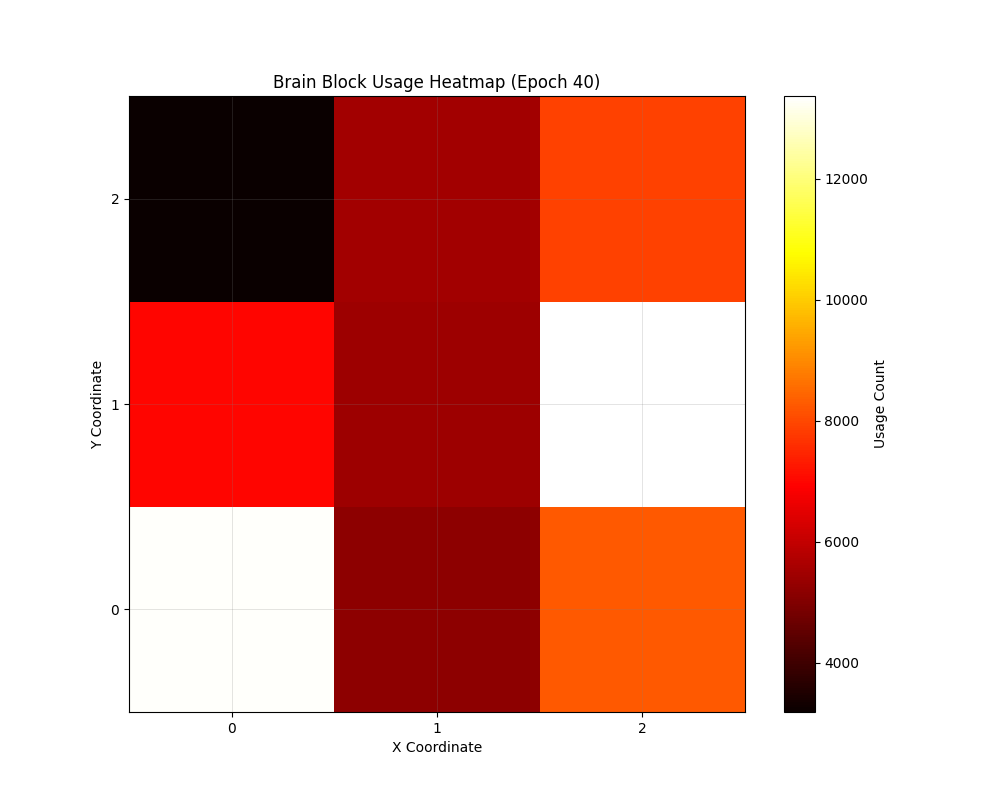 Brain Block Usage Heatmap (Epoch 40)
2
1
0
Y Coordinate
0 1 2
X Coordinate
12000
10000
8000
6000
4000
Usage Count